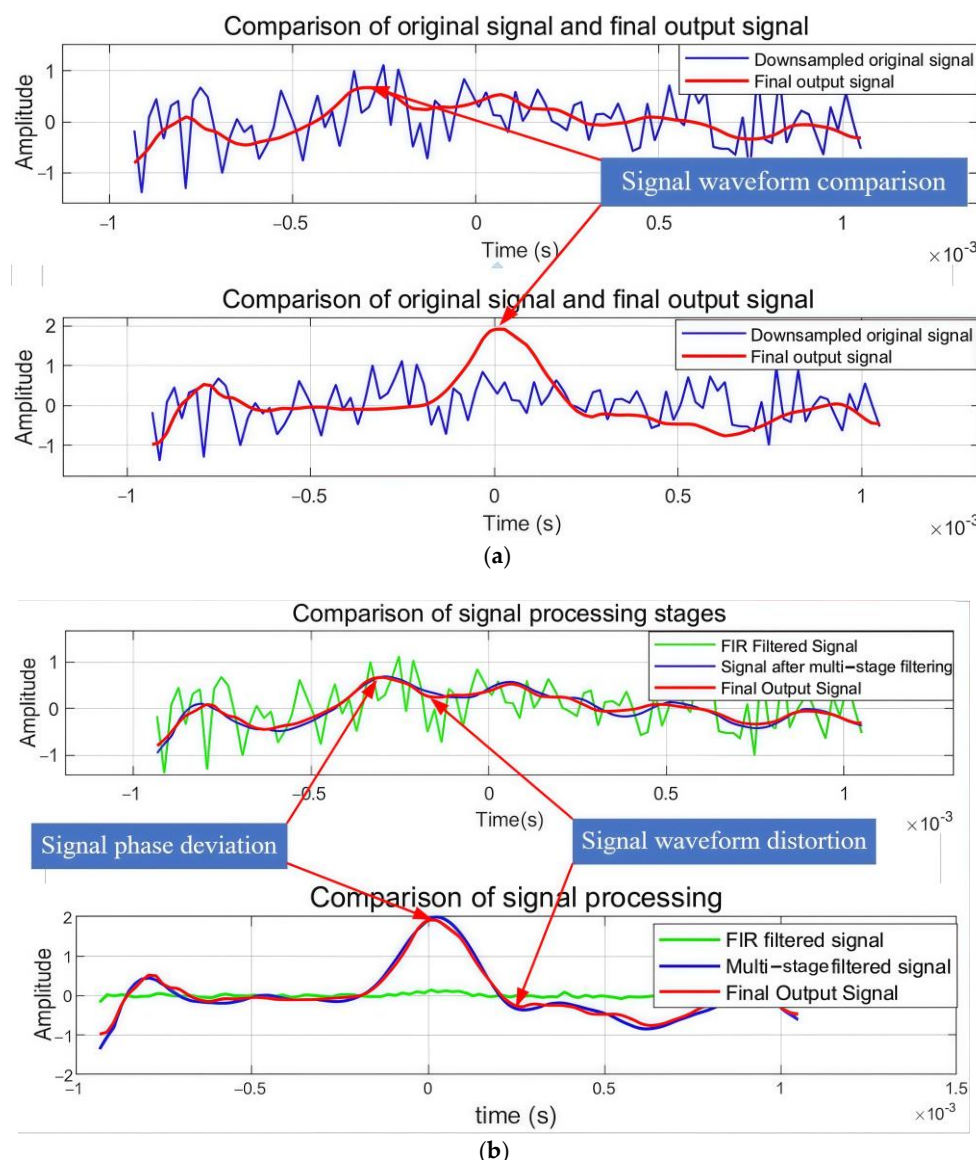 Comparison of original signal and final output signal
Downsampled original signal
Final output signal
Amplitude
1
0
−1
Signal waveform comparison
−1
−0.5
0
0.5
1
Time (s)
×10⁻³
Comparison of original signal and final output signal
Downsampled original signal
Final output signal
Amplitude
2
1
0
−1
−1
−0.5
0
0.5
1
Time (s)
×10⁻³
(a)
Comparison of signal processing stages
FIR Filtered Signal
Signal after multi−stage filtering
Final Output Signal
Amplitude
1
0
−1
−1
−0.5
0
0.5
1
Time(s)
×10⁻³
Signal phase deviation
Signal waveform distortion
Comparison of signal processing
FIR filtered signal
Multi−stage filtered signal
Final Output Signal
Amplitude
2
1
0
−1
−2
−1
−0.5
0
0.5
1
1.5
time (s)
×10⁻³
(b)